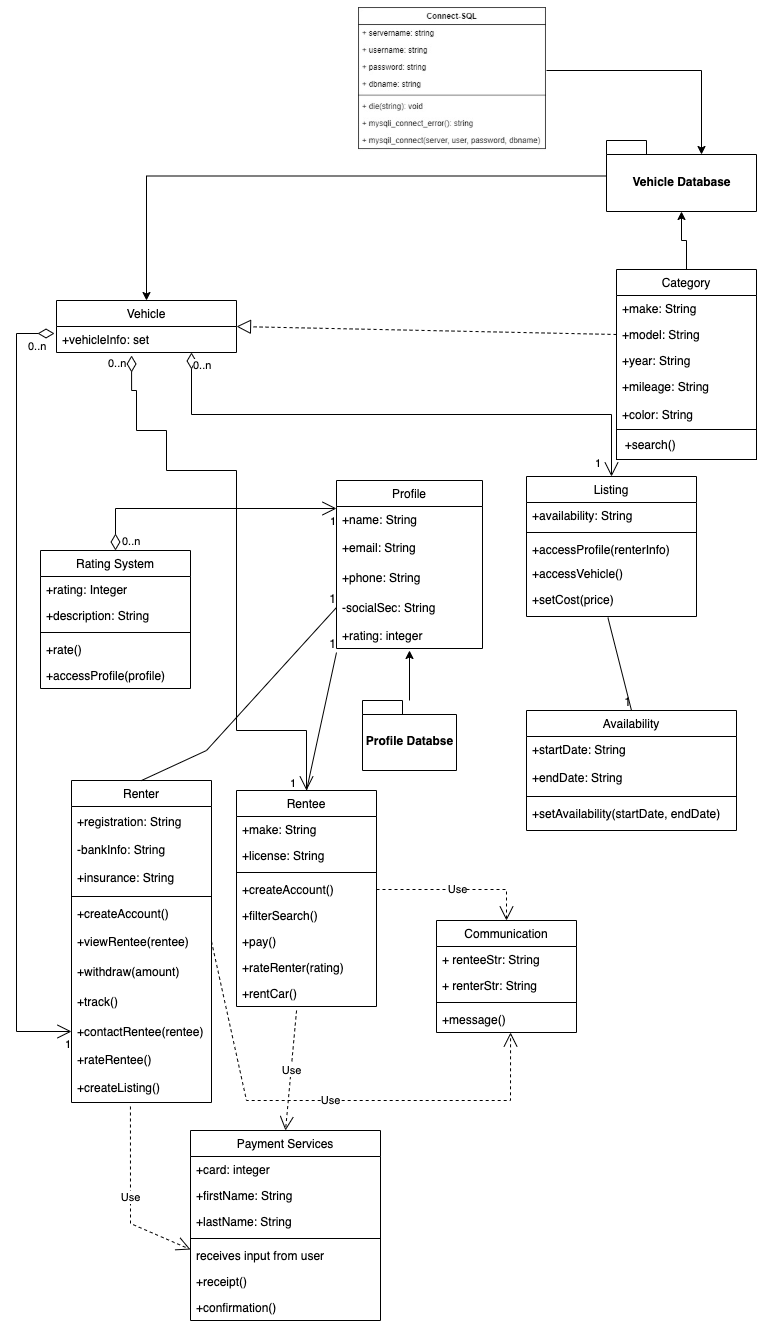 Connect-SQL
+ servername: string
+ username: string
+ password: string
+ dbname: string
+ die(string): void
+ mysqli_connect_error(): string
+ mysqil_connect(server, user, password, dbname)
Vehicle Database
Category
+make: String
+model: String
+year: String
+mileage: String
+color: String
+search()
Vehicle
+vehicleInfo: set
0..n
0..n
0..n
1
Listing
+availability: String
+accessProfile(renterInfo)
+accessVehicle()
+setCost(price)
Profile
+name: String
+email: String
+phone: String
-socialSec: String
+rating: integer
1
1
1
0..n
Rating System
+rating: Integer
+description: String
+rate()
+accessProfile(profile)
Profile Databse
1
Availability
+startDate: String
+endDate: String
+setAvailability(startDate, endDate)
Renter
+registration: String
-bankInfo: String
+insurance: String
+createAccount()
+viewRentee(rentee)
+withdraw(amount)
+track()
+contactRentee(rentee)
+rateRentee()
+createListing()
1
1
Rentee
+make: String
+license: String
+createAccount()
+filterSearch()
+pay()
+rateRenter(rating)
+rentCar()
Use
Communication
+ renteeStr: String
+ renterStr: String
+message()
Use
Use
Use
Payment Services
+card: integer
+firstName: String
+lastName: String
receives input from user
+receipt()
+confirmation()